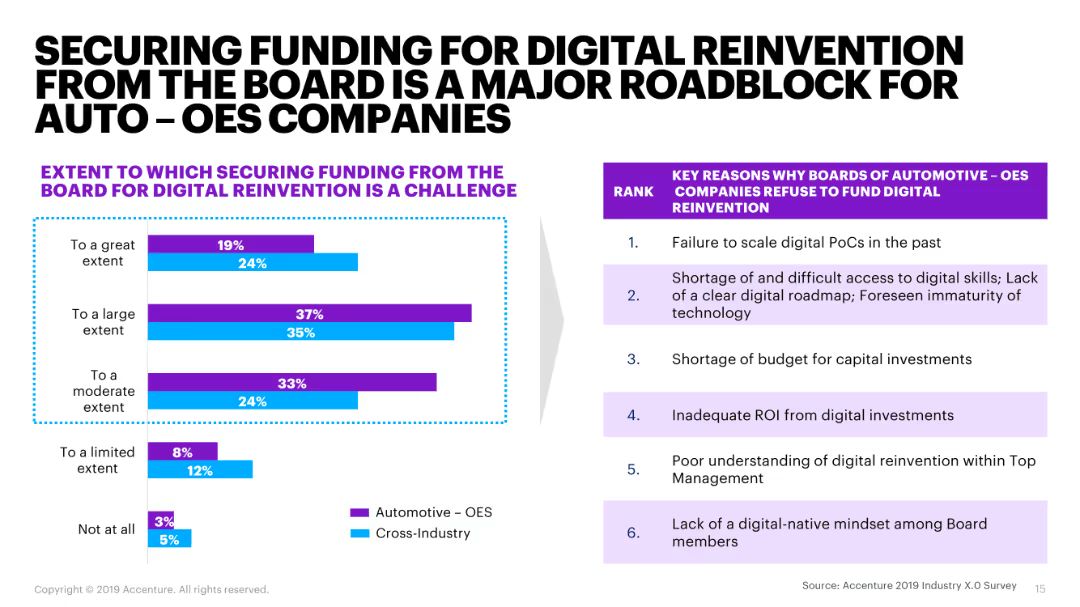 SECURING FUNDING FOR DIGITAL REINVENTION
FROM THE BOARD IS A MAJOR ROADBLOCK FOR
AUTO – OES COMPANIES
EXTENT TO WHICH SECURING FUNDING FROM THE
BOARD FOR DIGITAL REINVENTION IS A CHALLENGE
To a great
extent
19%
24%
To a large
extent
37%
35%
To a
moderate
extent
33%
24%
To a limited
extent
8%
12%
Not at all
3%
5%
Automotive – OES
Cross-Industry
RANK
KEY REASONS WHY BOARDS OF AUTOMOTIVE – OES
COMPANIES REFUSE TO FUND DIGITAL
REINVENTION
1.
Failure to scale digital PoCs in the past
2.
Shortage of and difficult access to digital skills; Lack
of a clear digital roadmap; Foreseen immaturity of
technology
3.
Shortage of budget for capital investments
4.
Inadequate ROI from digital investments
5.
Poor understanding of digital reinvention within Top
Management
6.
Lack of a digital-native mindset among Board
members
Copyright © 2019 Accenture. All rights reserved.
Source: Accenture 2019 Industry X.0 Survey
15